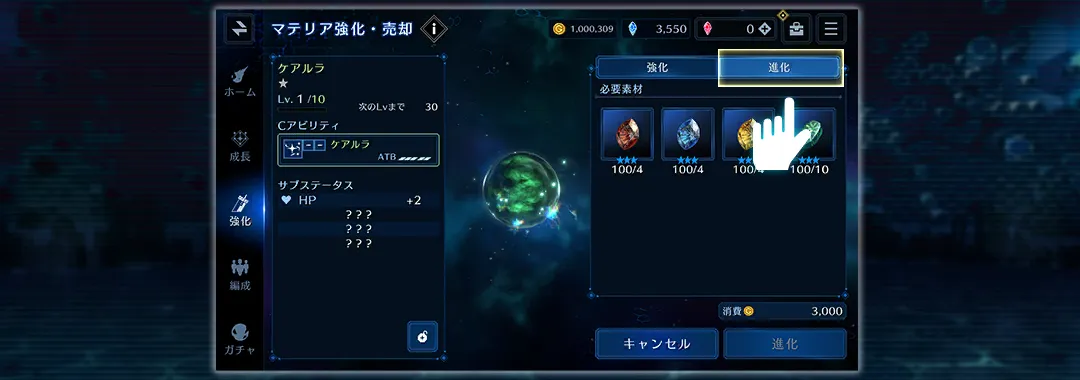 マテリア強化・売却
i
1,000,309
3,550
0
ホーム
成長
強化
編成
ガチャ
ケアルラ
Lv. 1 /10
次のLvまで 30
Cアビリティ
ケアルラ
ATB
サブステータス
HP +2
???
???
???
強化
進化
必要素材
100/4
100/4
100/4
100/10
消費 3,000
キャンセル
進化